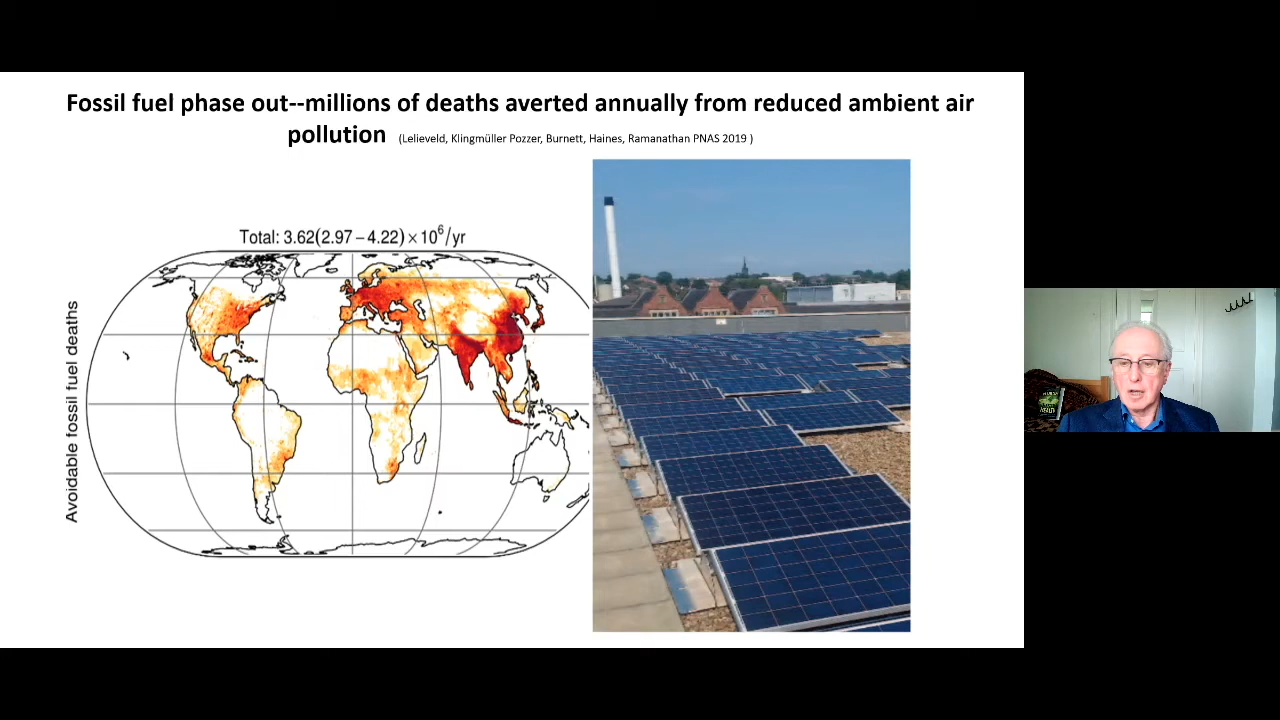 Fossil fuel phase out--millions of deaths averted annually from reduced ambient air
pollution (Lelieveld, Klingmüller Pozzer, Burnett, Haines, Ramanathan PNAS 2019 )
Total: 3.62(2.97 – 4.22) × 10⁶/yr
Avoidable fossil fuel deaths
HEALTH